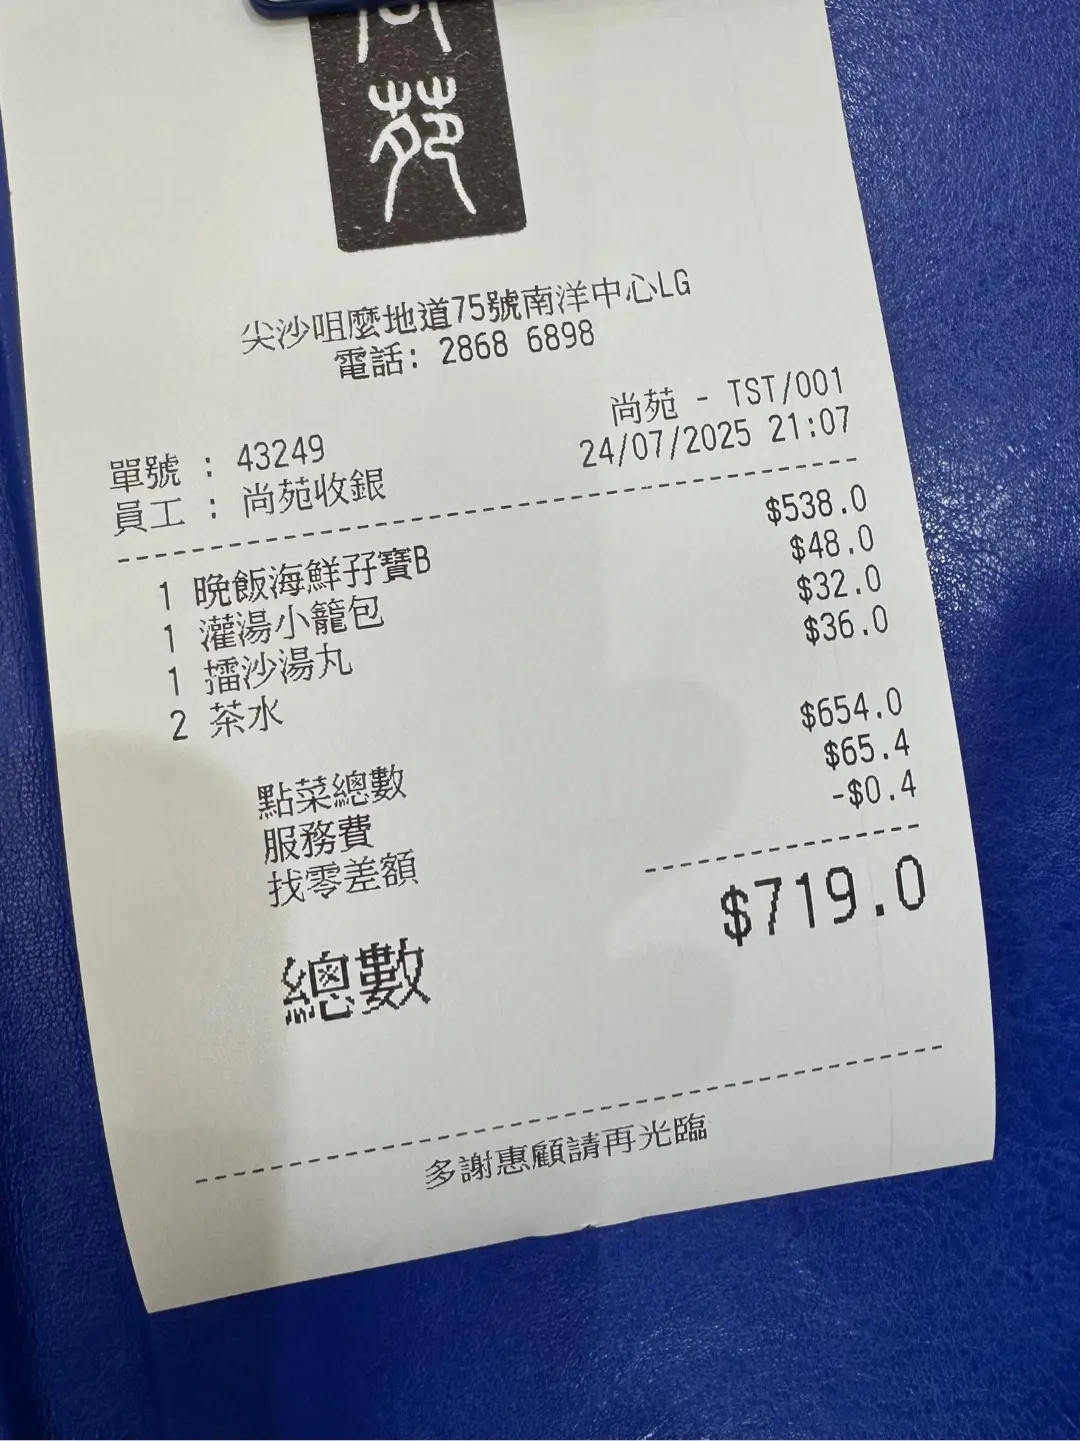 尚苑
尖沙咀麼地道75號南洋中心LG
電話: 2868 6898
尚苑 - TST/001
單號 : 43249 24/07/2025 21:07
員工 : 尚苑收銀
1 晚飯海鮮孖寶B $538.0
1 灌湯小籠包 $48.0
1 擂沙湯丸 $32.0
2 茶水 $36.0
點菜總數 $654.0
服務費 $65.4
找零差額 -$0.4
總數 $719.0
多謝惠顧請再光臨